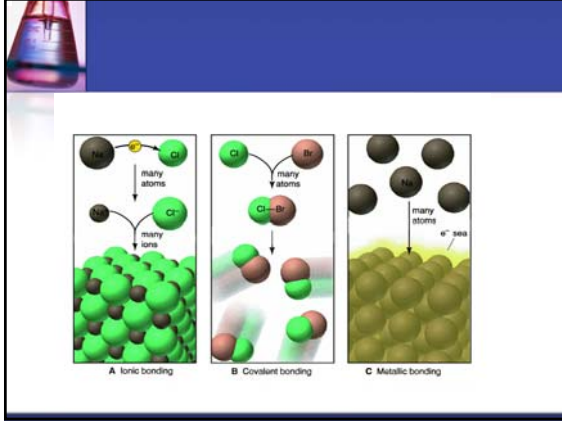 Na e⁻ Cl
many
atoms
Na⁺ Cl⁻
many
ions
A Ionic bonding
Cl Br
many
atoms
Cl Br
B Covalent bonding
Na
many
atoms
e⁻ sea
C Metallic bonding